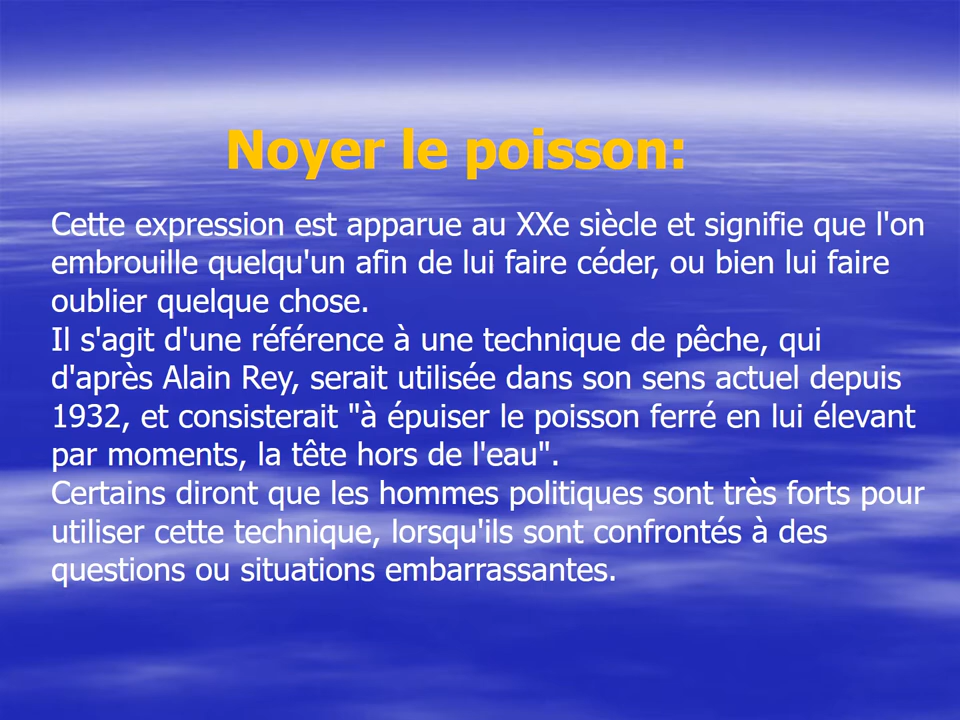 Noyer le poisson:
Cette expression est apparue au XXe siècle et signifie que l'on
embrouille quelqu'un afin de lui faire céder, ou bien lui faire
oublier quelque chose.
Il s'agit d'une référence à une technique de pêche, qui
d'après Alain Rey, serait utilisée dans son sens actuel depuis
1932, et consisterait "à épuiser le poisson ferré en lui élevant
par moments, la tête hors de l'eau".
Certains diront que les hommes politiques sont très forts pour
utiliser cette technique, lorsqu'ils sont confrontés à des
questions ou situations embarrassantes.